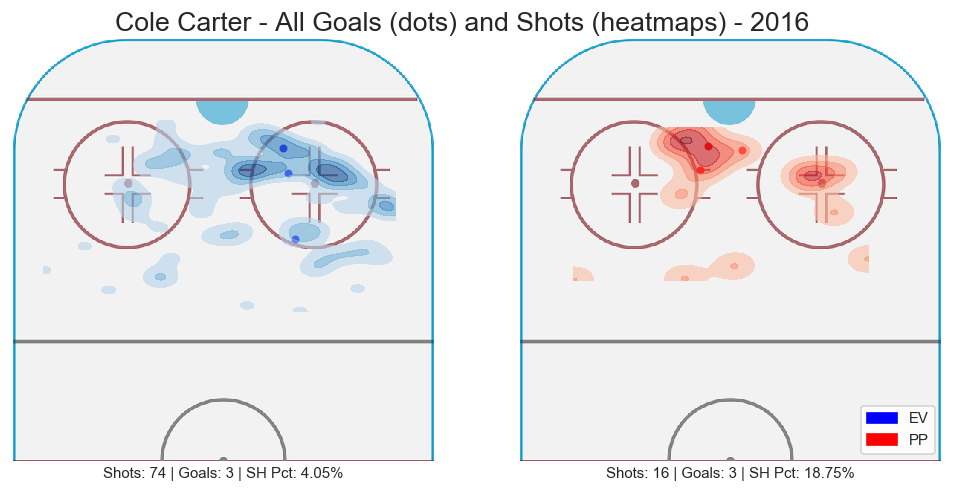 Cole Carter - All Goals (dots) and Shots (heatmaps) - 2016
EV
PP
Shots: 74 | Goals: 3 | SH Pct: 4.05%
Shots: 16 | Goals: 3 | SH Pct: 18.75%